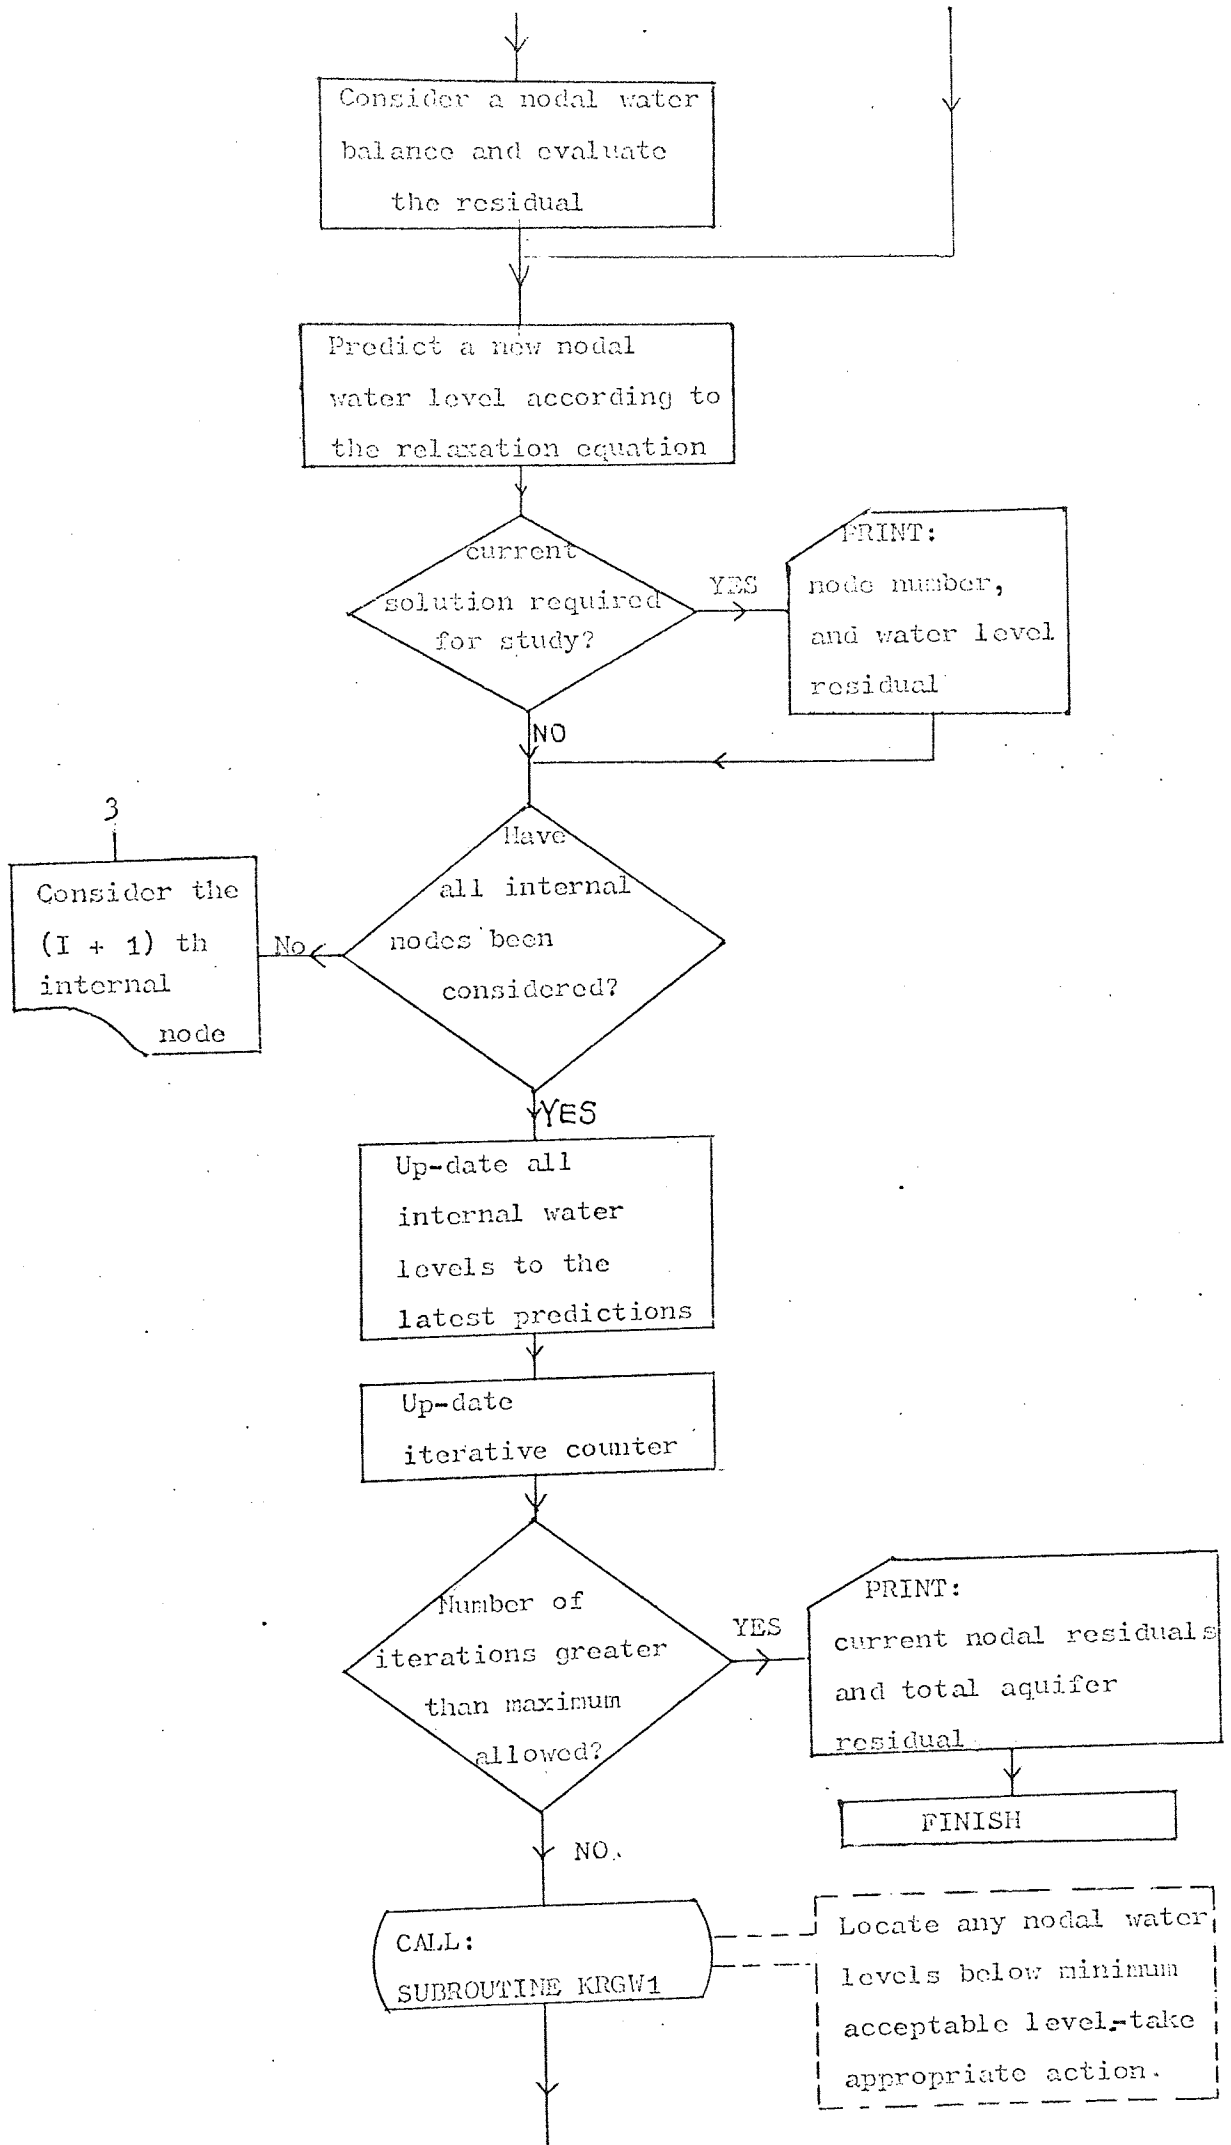 Consider a nodal water
balance and evaluate
the residual
Predict a new nodal
water level according to
the relaxation equation
current
solution required
for study?
YES
PRINT:
node number,
and water level
residual
NO
3
Consider the
(I + 1) th
internal
node
No
Have
all internal
nodes been
considered?
YES
Up-date all
internal water
levels to the
latest predictions
Up-date
iterative counter
Number of
iterations greater
than maximum
allowed?
YES
PRINT:
current nodal residuals
and total aquifer
residual
FINISH
NO.
CALL:
SUBROUTINE KRGW1
Locate any nodal water
levels below minimum
acceptable level.-take
appropriate action.